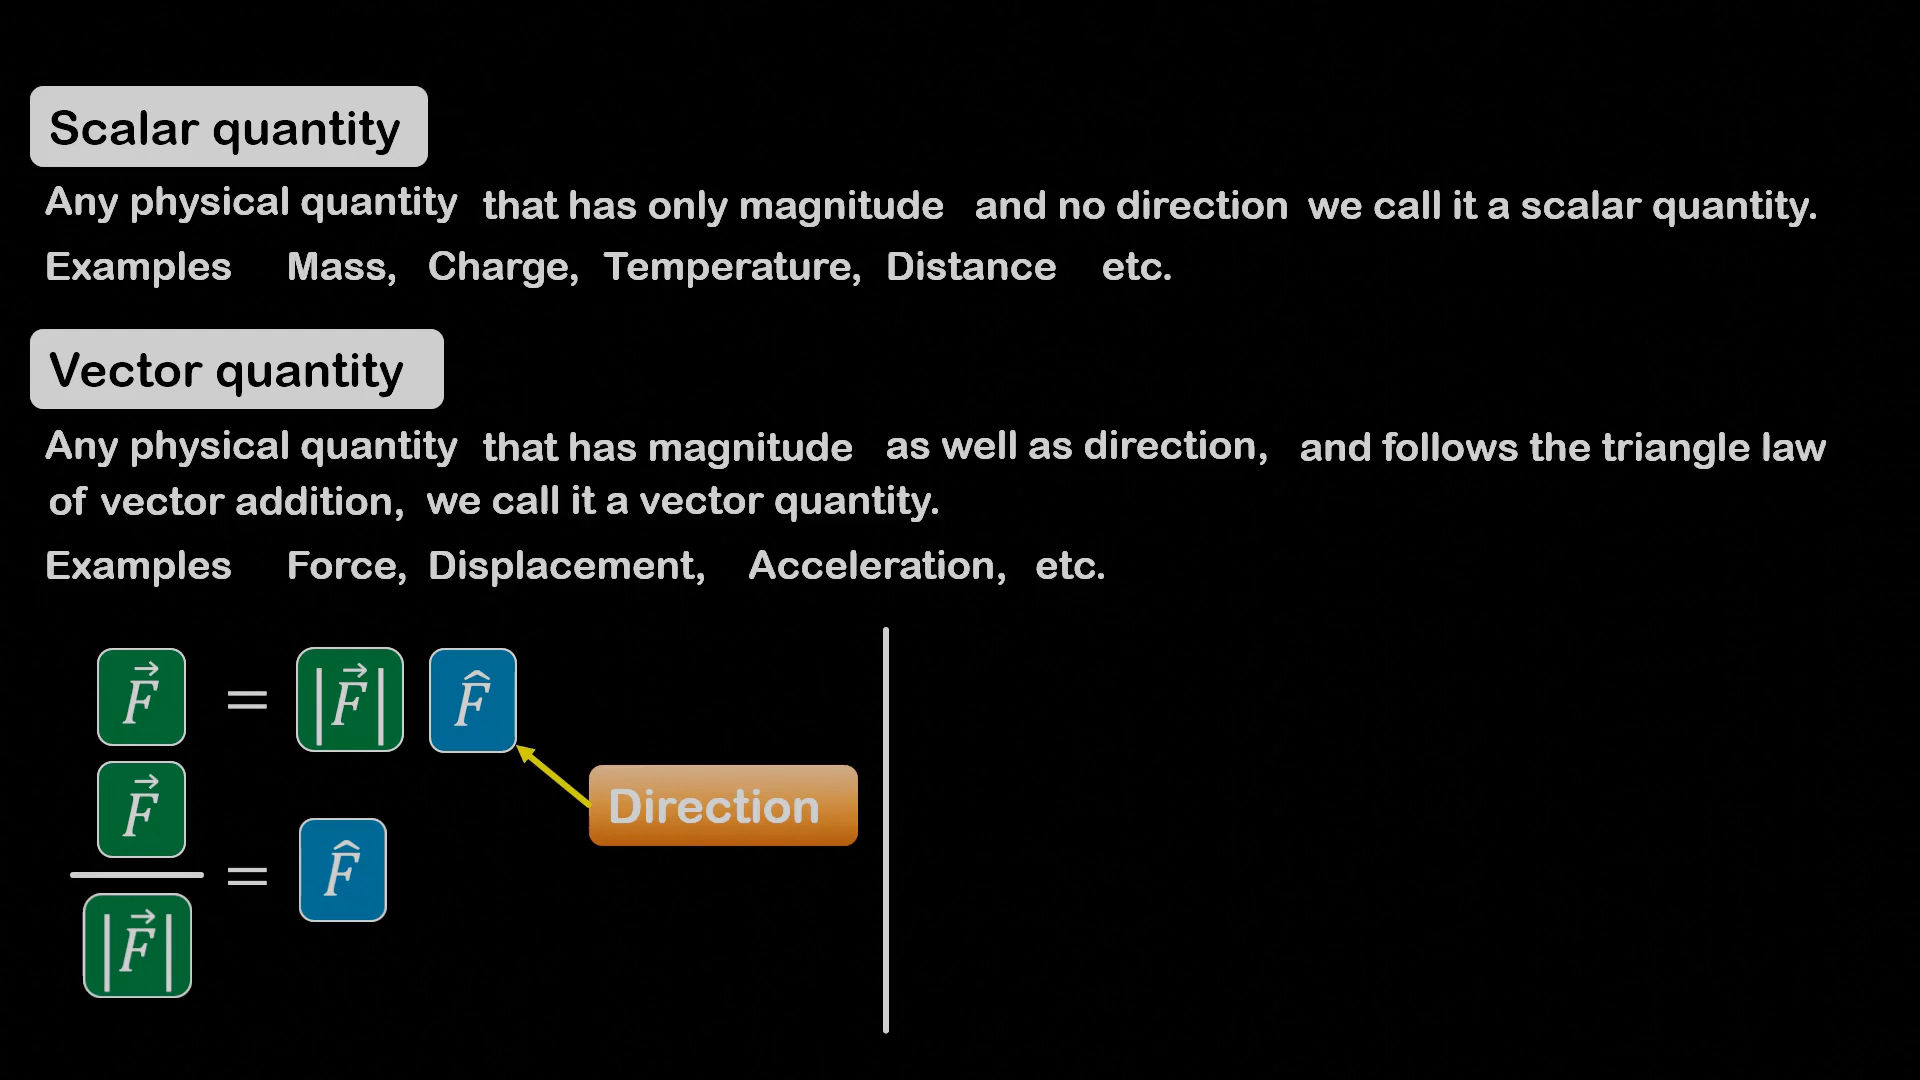 Scalar quantity
Any physical quantity that has only magnitude and no direction we call it a scalar quantity.
Examples Mass, Charge, Temperature, Distance etc.
Vector quantity
Any physical quantity that has magnitude as well as direction, and follows the triangle law
of vector addition, we call it a vector quantity.
Examples Force, Displacement, Acceleration, etc.
F⃗ = |F⃗| F̂
Direction
F⃗
|F⃗| = F̂